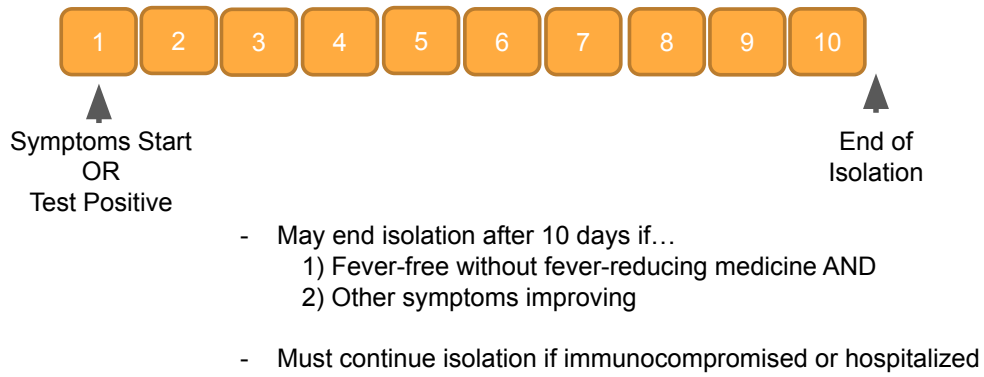 1 2 3 4 5 6 7 8 9 10
Symptoms Start
OR
Test Positive
End of
Isolation
- May end isolation after 10 days if…
1) Fever-free without fever-reducing medicine AND
2) Other symptoms improving
- Must continue isolation if immunocompromised or hospitalized